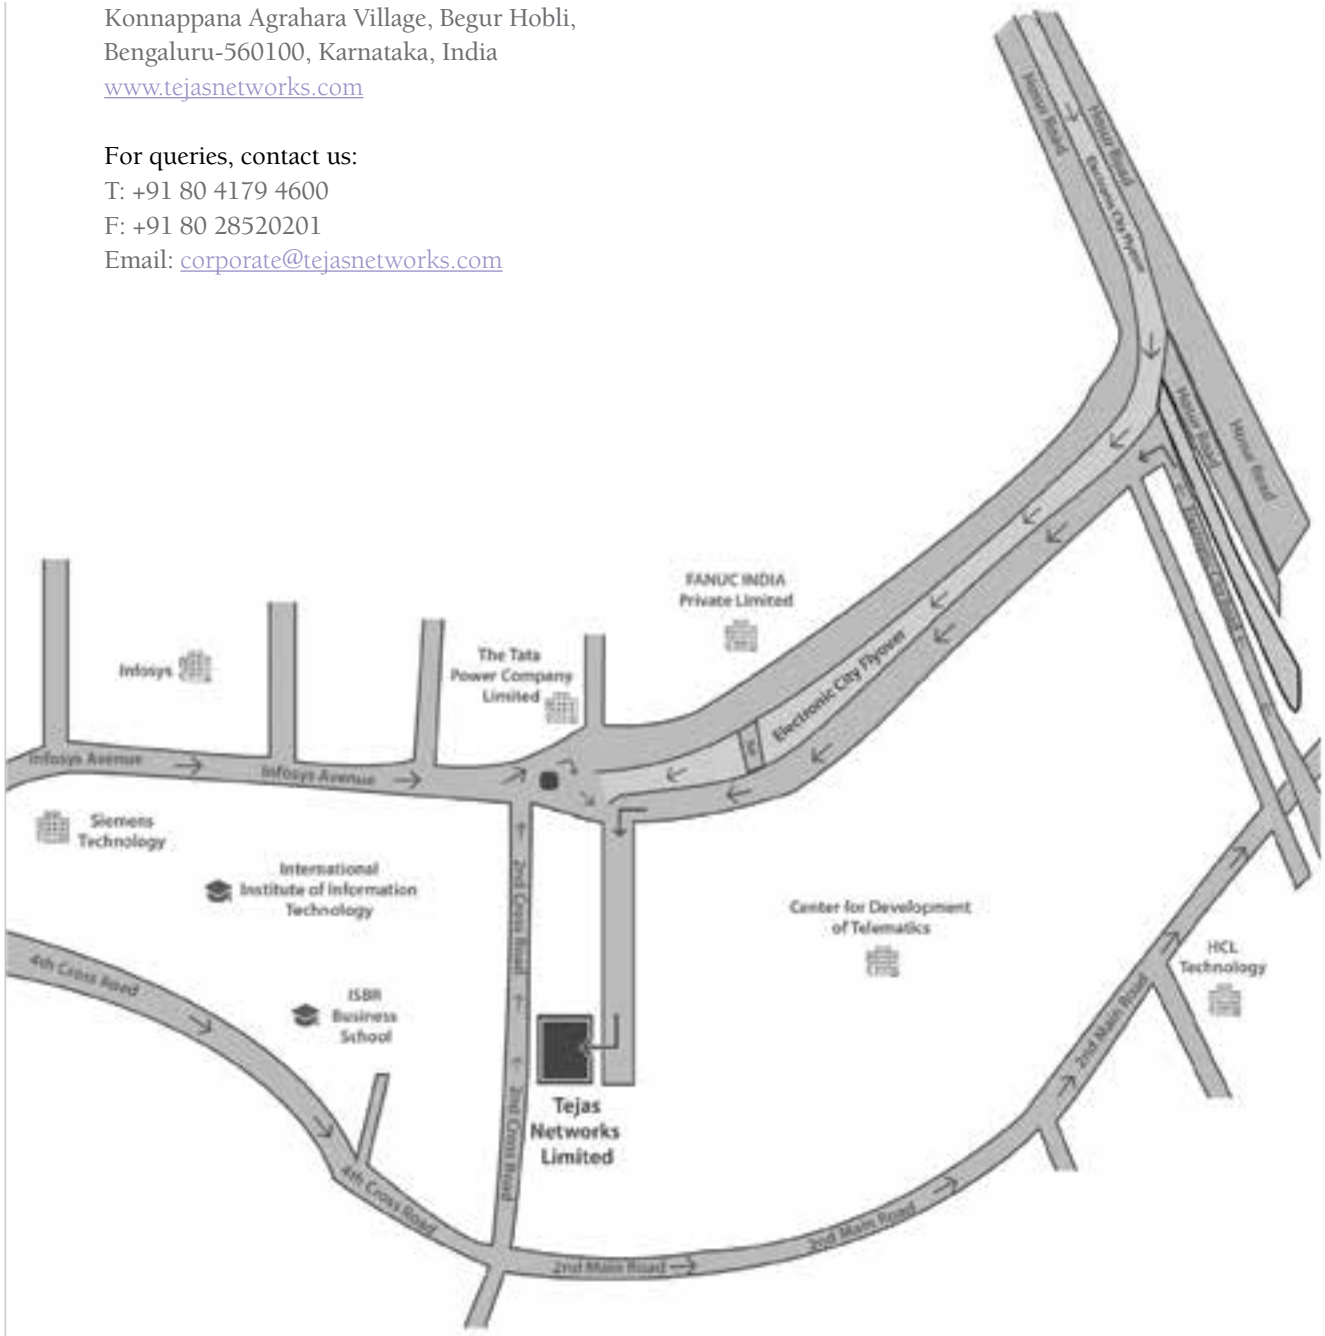 Konnappana Agrahara Village, Begur Hobli,
Bengaluru-560100, Karnataka, India
www.tejasnetworks.com
For queries, contact us:
T: +91 80 4179 4600
F: +91 80 28520201
Email: corporate@tejasnetworks.com
Hosur Road
Hosur Road
Electronic City Flyover
Hosur Road
Hosur Road
FANUC INDIA
Private Limited
Electronic City Flyover
The Tata
Power Company
Limited
Infosys
Infosys Avenue
Infosys Avenue
Siemens
Technology
International
Institute of Information
Technology
2nd Cross Road
Center for Development
of Telematics
HCL
Technology
4th Cross Road
ISBR
Business
School
2nd Main Road
2nd Cross Road
Tejas
Networks
Limited
4th Cross Road
2nd Main Road
2nd Main Road